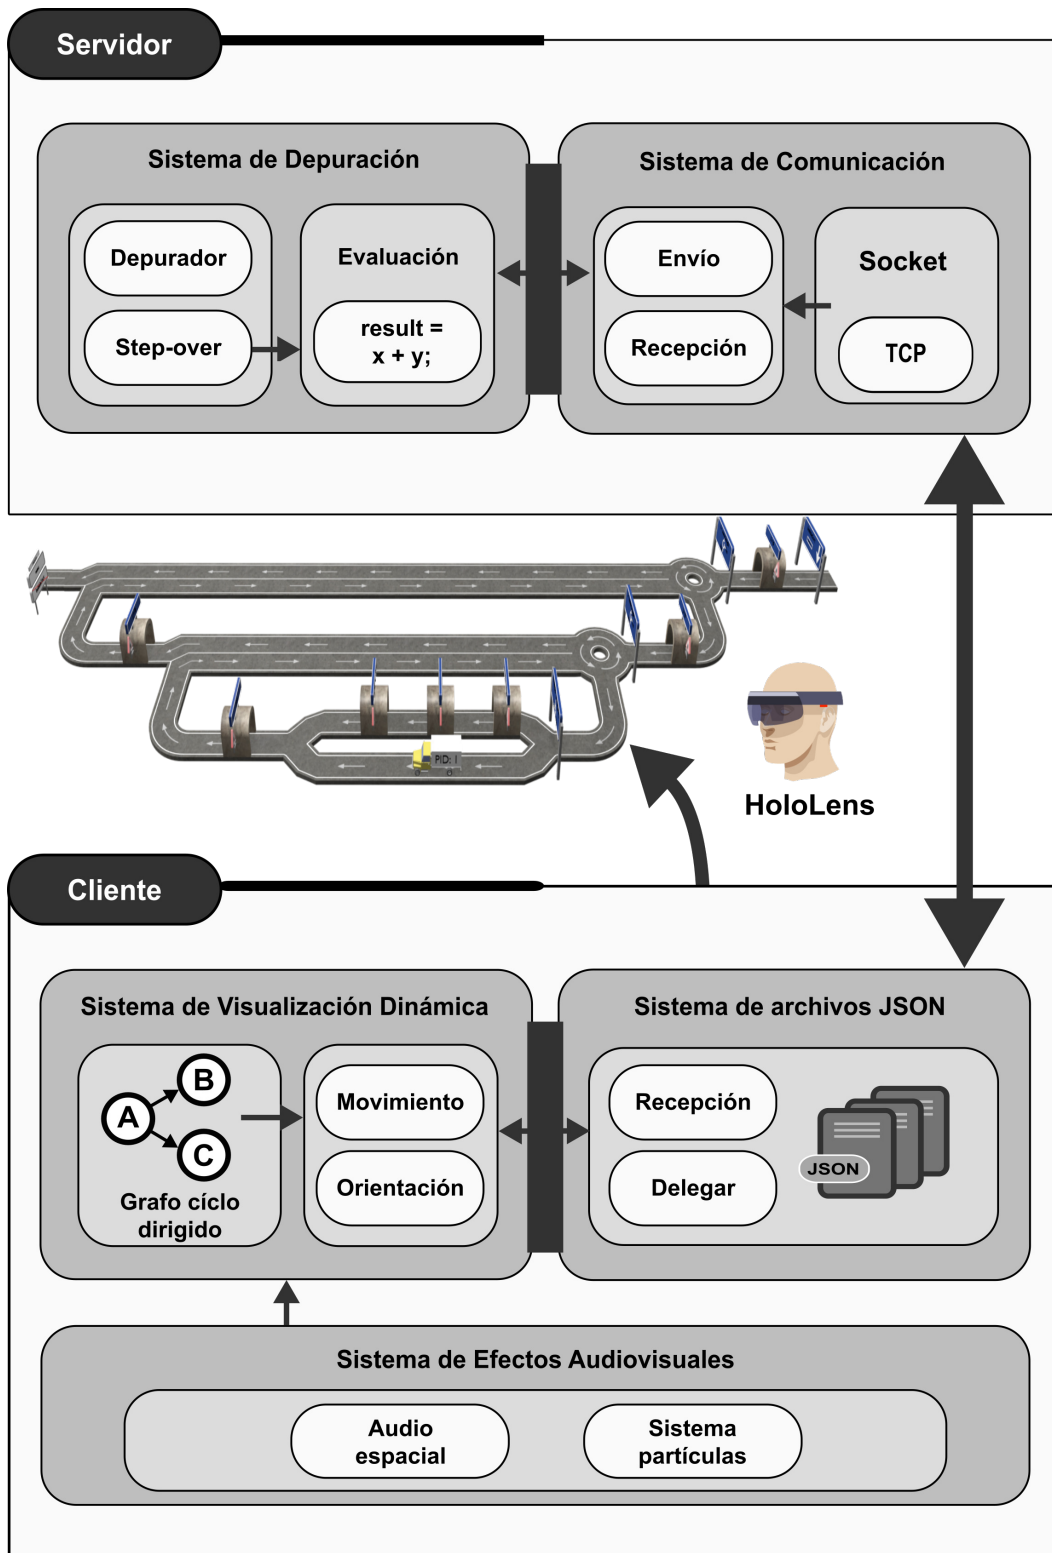 Servidor
Sistema de Depuración
Depurador
Step-over
Evaluación
result =
x + y;
Sistema de Comunicación
Envío
Recepción
Socket
TCP
PID: 1
HoloLens
Cliente
Sistema de Visualización Dinámica
A
B
C
Grafo cíclo
dirigido
Movimiento
Orientación
Sistema de archivos JSON
Recepción
Delegar
JSON
Sistema de Efectos Audiovisuales
Audio
espacial
Sistema
partículas